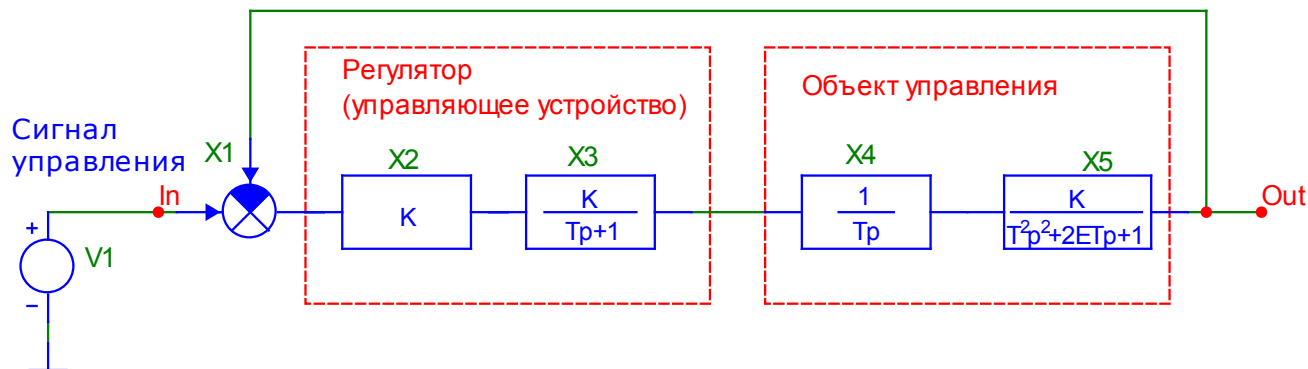 Регулятор
(управляющее устройство)
Объект управления
Сигнал
управления
X1
X2
X3
X4
X5
In
Out
K
K
Tp+1
1
Tp
K
T²p²+2ETp+1
+
V1
−